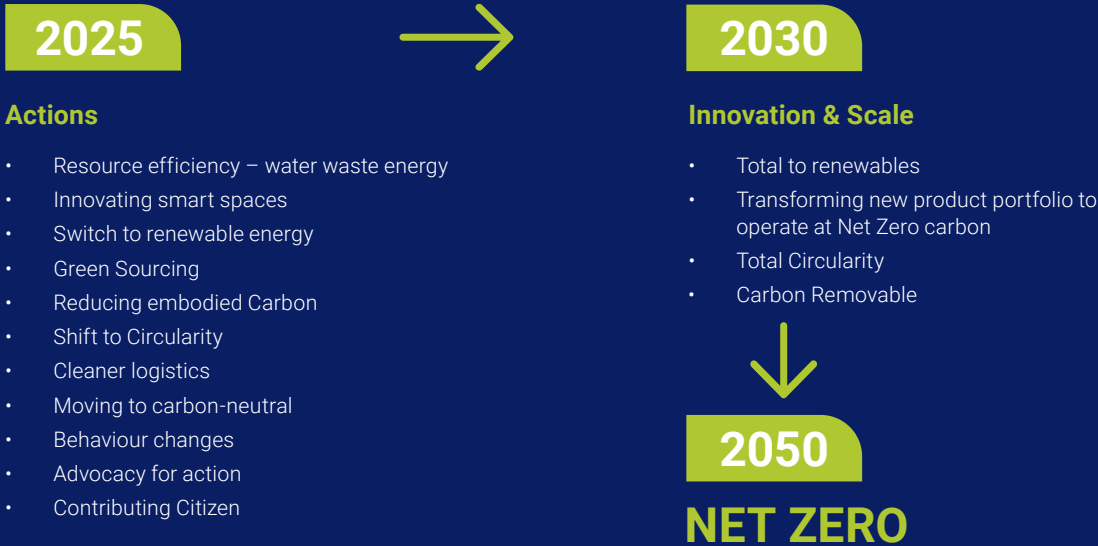 2025
Actions
• Resource efficiency – water waste energy
• Innovating smart spaces
• Switch to renewable energy
• Green Sourcing
• Reducing embodied Carbon
• Shift to Circularity
• Cleaner logistics
• Moving to carbon-neutral
• Behaviour changes
• Advocacy for action
• Contributing Citizen
2030
Innovation & Scale
• Total to renewables
• Transforming new product portfolio to
operate at Net Zero carbon
• Total Circularity
• Carbon Removable
2050
NET ZERO